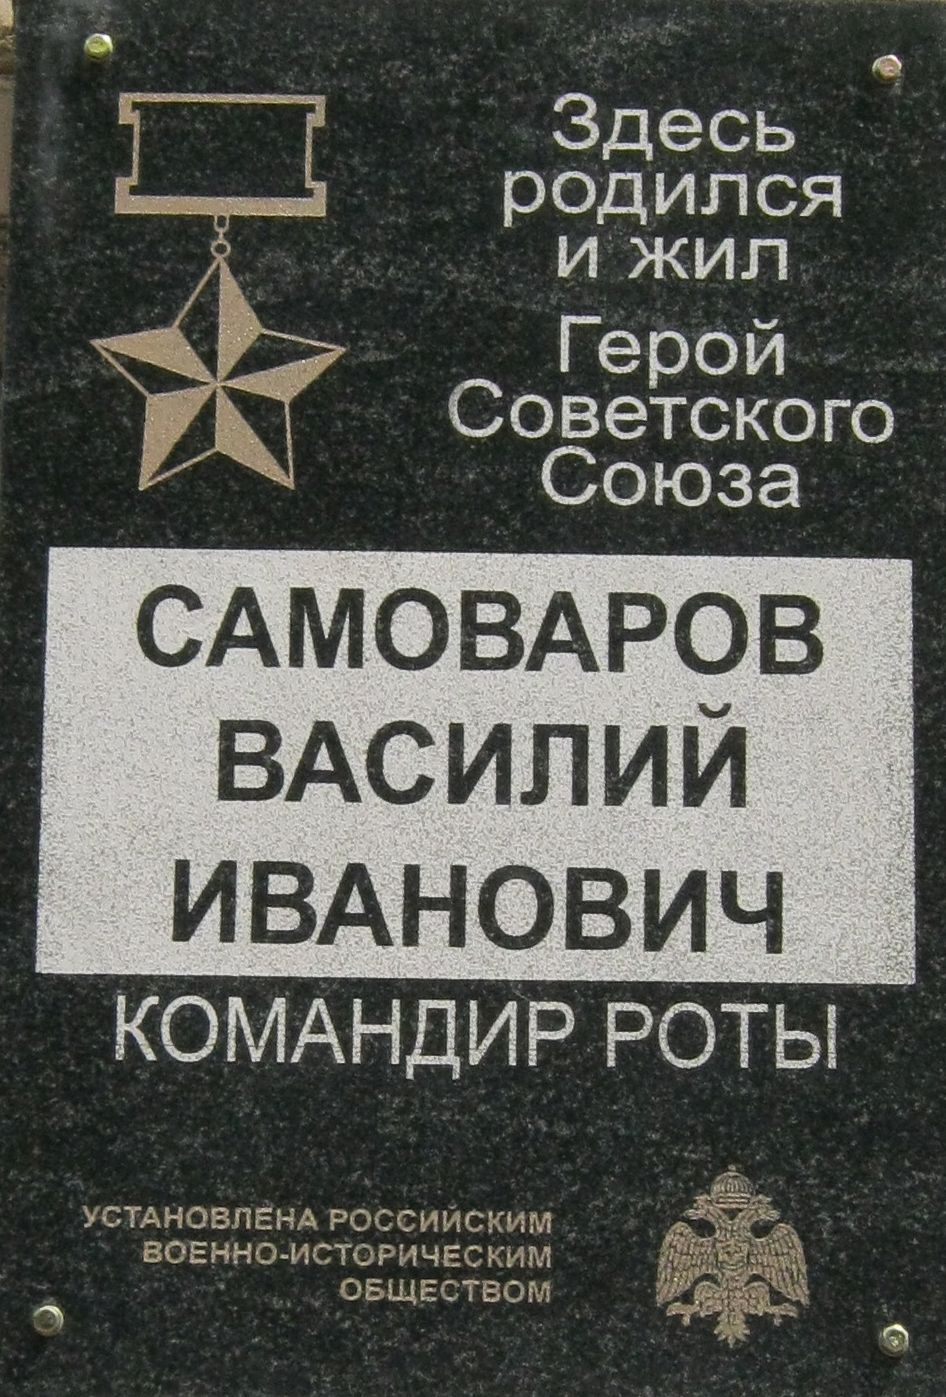 Здесь
родился
и жил
Герой
Советского
Союза
САМОВАРОВ
ВАСИЛИЙ
ИВАНОВИЧ
КОМАНДИР РОТЫ
УСТАНОВЛЕНА РОССИЙСКИМ
ВОЕННО-ИСТОРИЧЕСКИМ
ОБЩЕСТВОМ